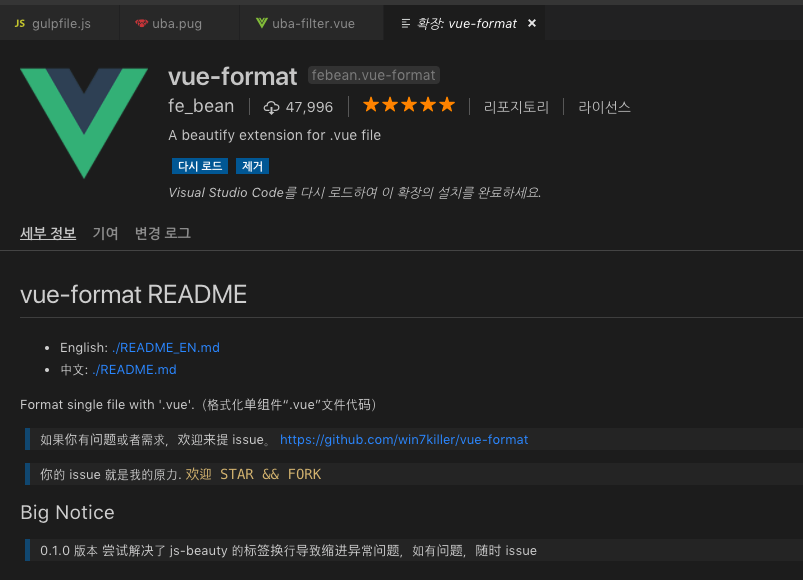 JS gulpfile.js uba.pug uba-filter.vue 확장: vue-format ×
vue-format febean.vue-format
fe_bean 47,996 리포지토리 라이선스
A beautify extension for .vue file
다시 로드 제거
Visual Studio Code를 다시 로드하여 이 확장의 설치를 완료하세요.
세부 정보 기여 변경 로그
vue-format README
• English: ./README_EN.md
• 中文: ./README.md
Format single file with '.vue'.（格式化单组件“.vue”文件代码）
如果你有问题或者需求，欢迎来提 issue。 https://github.com/win7killer/vue-format
你的 issue 就是我的原力. 欢迎 STAR && FORK
Big Notice
0.1.0 版本 尝试解决了 js-beauty 的标签换行导致缩进异常问题，如有问题，随时 issue